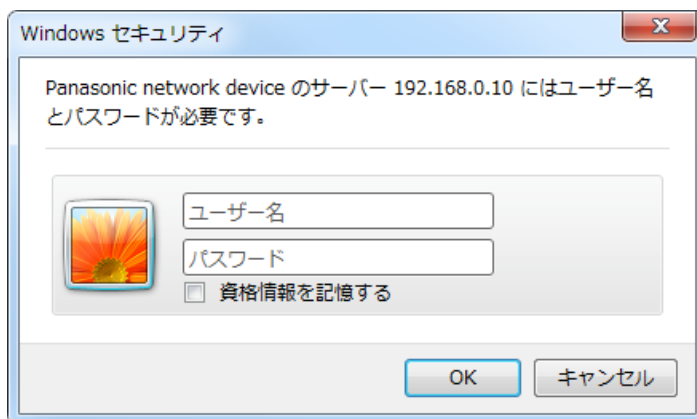 Windows セキュリティ
Panasonic network device のサーバー 192.168.0.10 にはユーザー名
とパスワードが必要です。
ユーザー名
パスワード
資格情報を記憶する
OK キャンセル